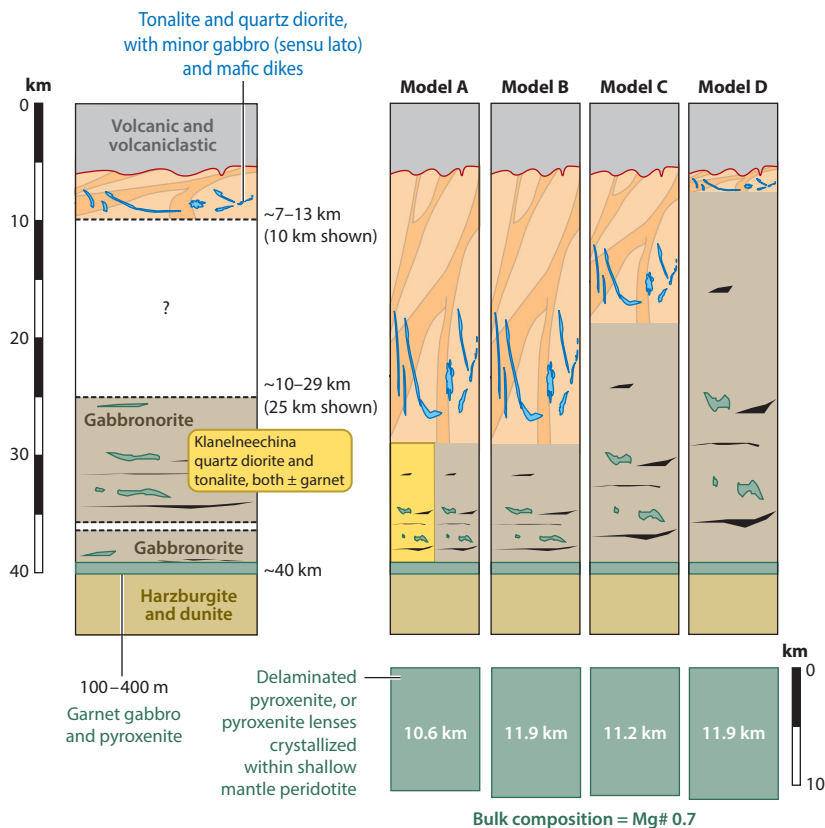 Tonalite and quartz diorite,
with minor gabbro (sensu lato)
and mafic dikes
km
Model A
Model B
Model C
Model D
0
10
20
30
40
Volcanic and
volcaniclastic
~7–13 km
(10 km shown)
?
~10–29 km
(25 km shown)
Gabbronorite
Klanelneechina
quartz diorite and
tonalite, both ± garnet
Gabbronorite
~40 km
Harzburgite
and dunite
100–400 m
Garnet gabbro
and pyroxenite
Delaminated
pyroxenite, or
pyroxenite lenses
crystallized
within shallow
mantle peridotite
10.6 km
11.9 km
11.2 km
11.9 km
km
0
10
Bulk composition = Mg# 0.7